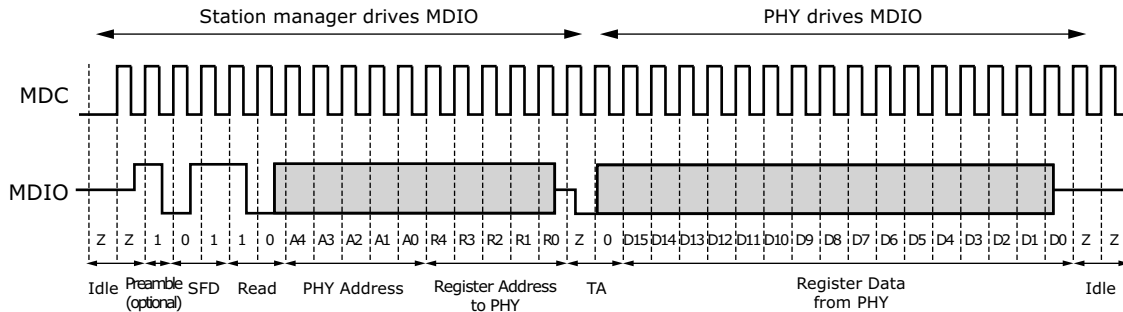 Station manager drives MDIO PHY drives MDIO
MDC
MDIO
Z Z 1 0 1 1 0 A4 A3 A2 A1 A0 R4 R3 R2 R1 R0 Z 0 D15 D14 D13 D12 D11 D10 D9 D8 D7 D6 D5 D4 D3 D2 D1 D0 Z Z
Idle Preamble (optional) SFD Read PHY Address Register Address to PHY TA Register Data from PHY Idle